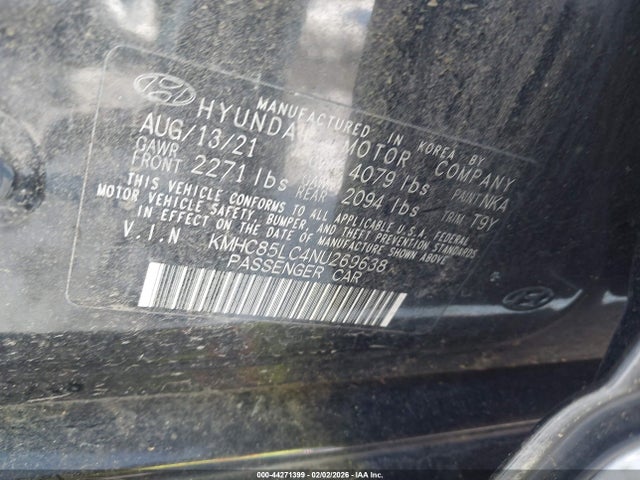 MANUFACTURED IN KOREA BY
HYUNDAI MOTOR COMPANY
AUG/13/21 4079 lbs PAINT NKA
GAWR FRONT 2271 lbs REAR 2094 lbs TRIM T9Y
THIS VEHICLE CONFORMS TO ALL APPLICABLE U.S.A. FEDERAL
MOTOR VEHICLE SAFETY, BUMPER, AND THEFT PREVENTION STANDARDS
IN EFFECT ON THE DATE OF MANUFACTURE SHOWN ABOVE
V.I.N KMHC85LC4NU269638
PASSENGER CAR
000-44271399 - 02/02/2026 - IAA Inc.